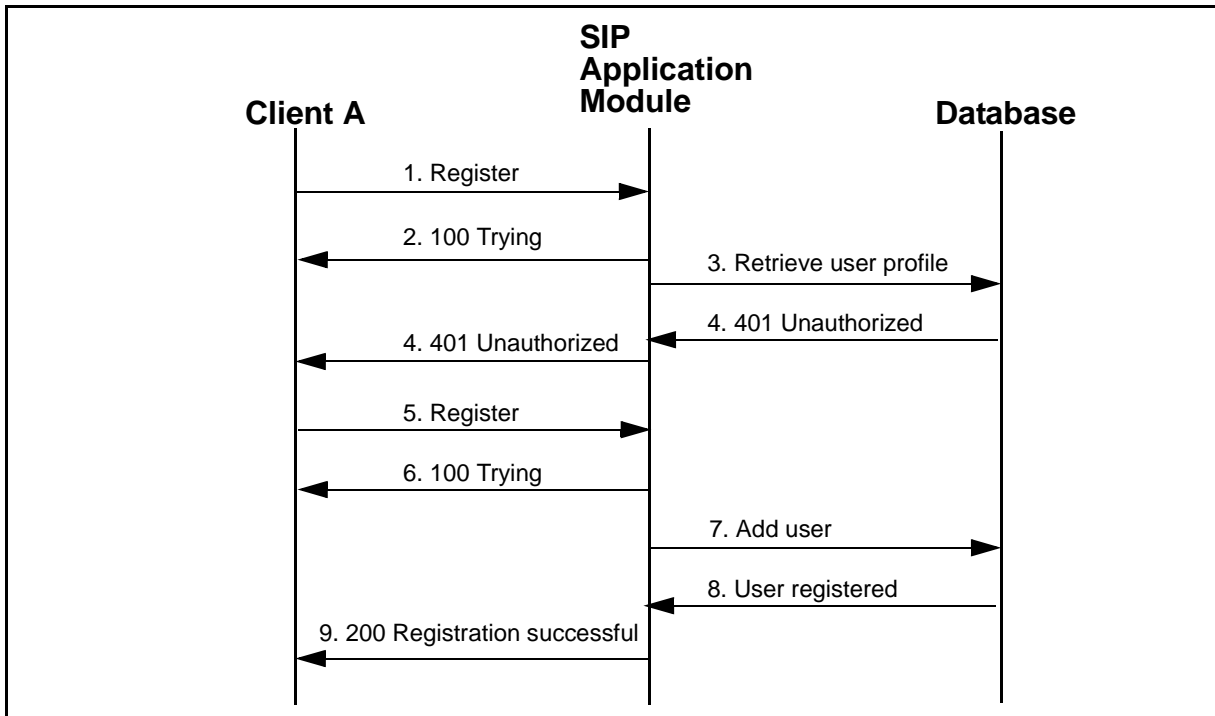 SIP
Application
Module
Client A
Database
1. Register
2. 100 Trying
3. Retrieve user profile
4. 401 Unauthorized
4. 401 Unauthorized
5. Register
6. 100 Trying
7. Add user
8. User registered
9. 200 Registration successful